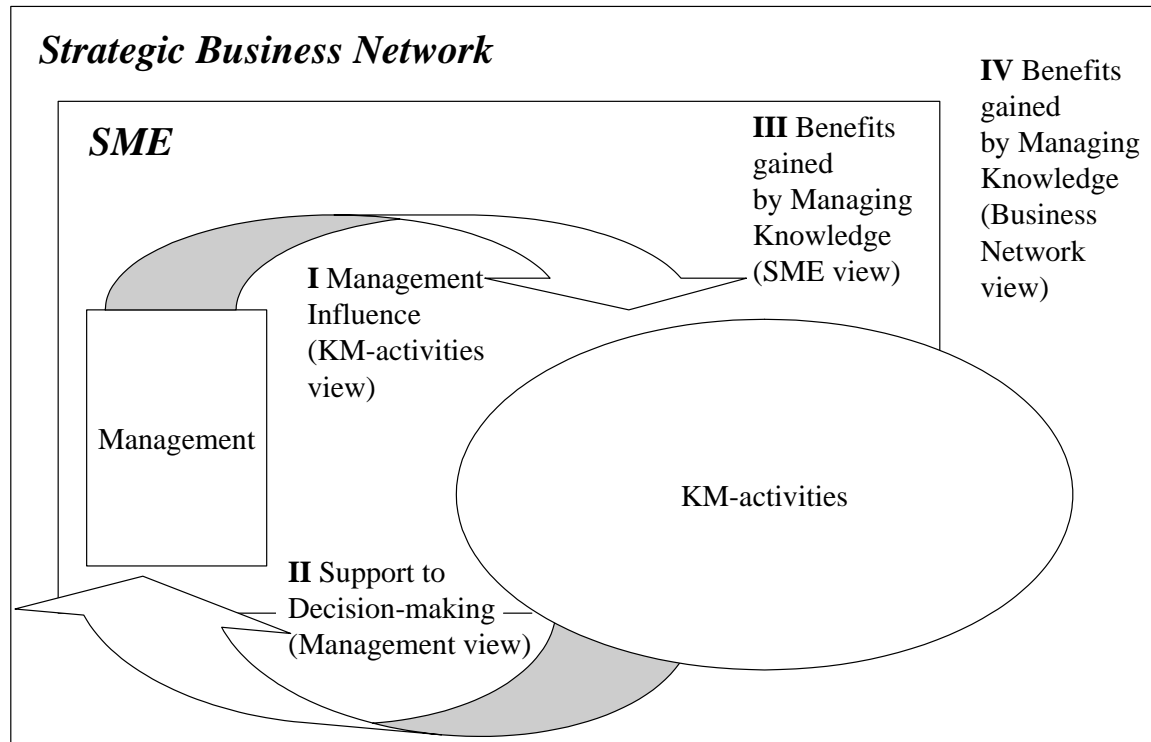 Strategic Business Network
IV Benefits
gained
by Managing
Knowledge
(Business
Network
view)
SME
III Benefits
gained
by Managing
Knowledge
(SME view)
I Management
Influence
(KM-activities
view)
Management
KM-activities
II Support to
Decision-making
(Management view)